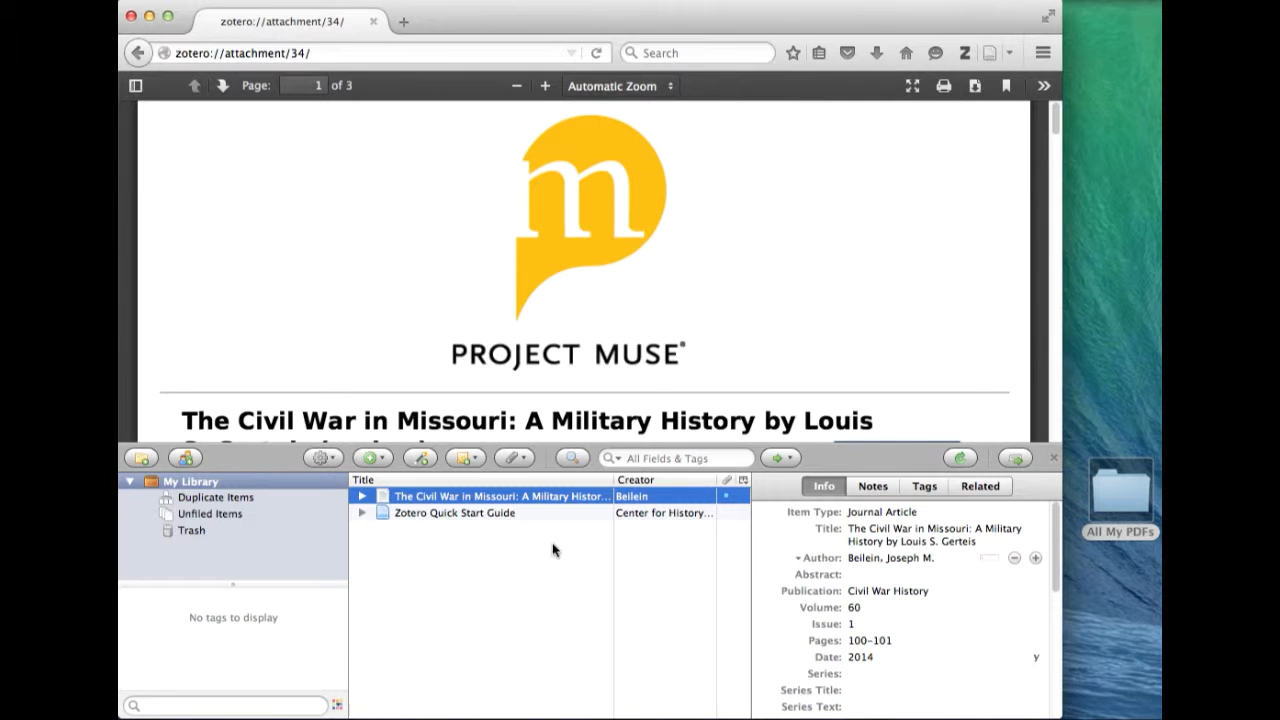 zotero://attachment/34/
zotero://attachment/34/
Search
Z
Page: 1 of 3
Automatic Zoom
m
PROJECT MUSE®
The Civil War in Missouri: A Military History by Louis
All Fields & Tags
My Library
Duplicate Items
Unfiled Items
Trash
No tags to display
Title Creator
The Civil War in Missouri: A Military Histor... Beilein
Zotero Quick Start Guide Center for History...
Info Notes Tags Related
Item Type: Journal Article
Title: The Civil War in Missouri: A Military
History by Louis S. Gerteis
Author: Beilein, Joseph M.
Abstract:
Publication: Civil War History
Volume: 60
Issue: 1
Pages: 100-101
Date: 2014 y
Series:
Series Title:
Series Text:
All My PDFs